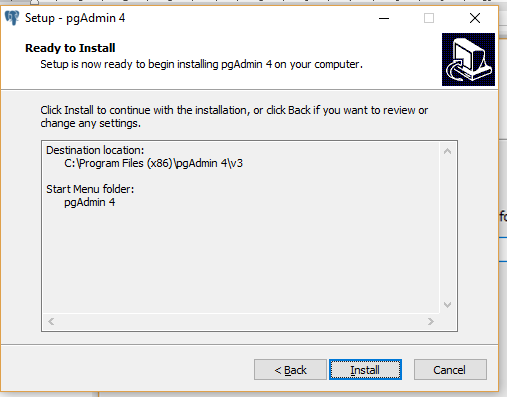 Setup - pgAdmin 4
Ready to Install
Setup is now ready to begin installing pgAdmin 4 on your computer.
Click Install to continue with the installation, or click Back if you want to review or
change any settings.
Destination location:
C:\Program Files (x86)\pgAdmin 4\v3
Start Menu folder:
pgAdmin 4
< Back
Install
Cancel